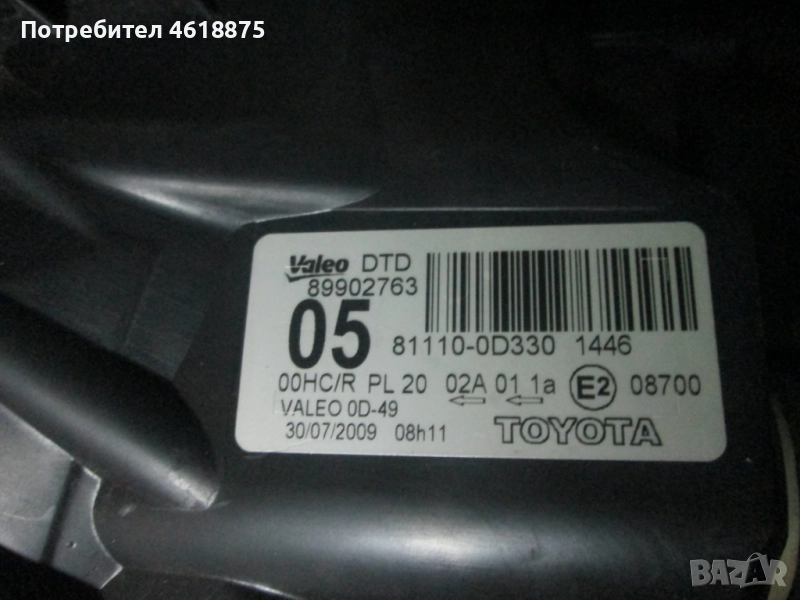 Потребител 4618875
Valeo DTD
89902763
05 81110-0D330 1446
00HC/R PL 20 02A 01 1a E2 08700
VALEO 0D-49
30/07/2009 08h11 TOYOTA
BAZAR